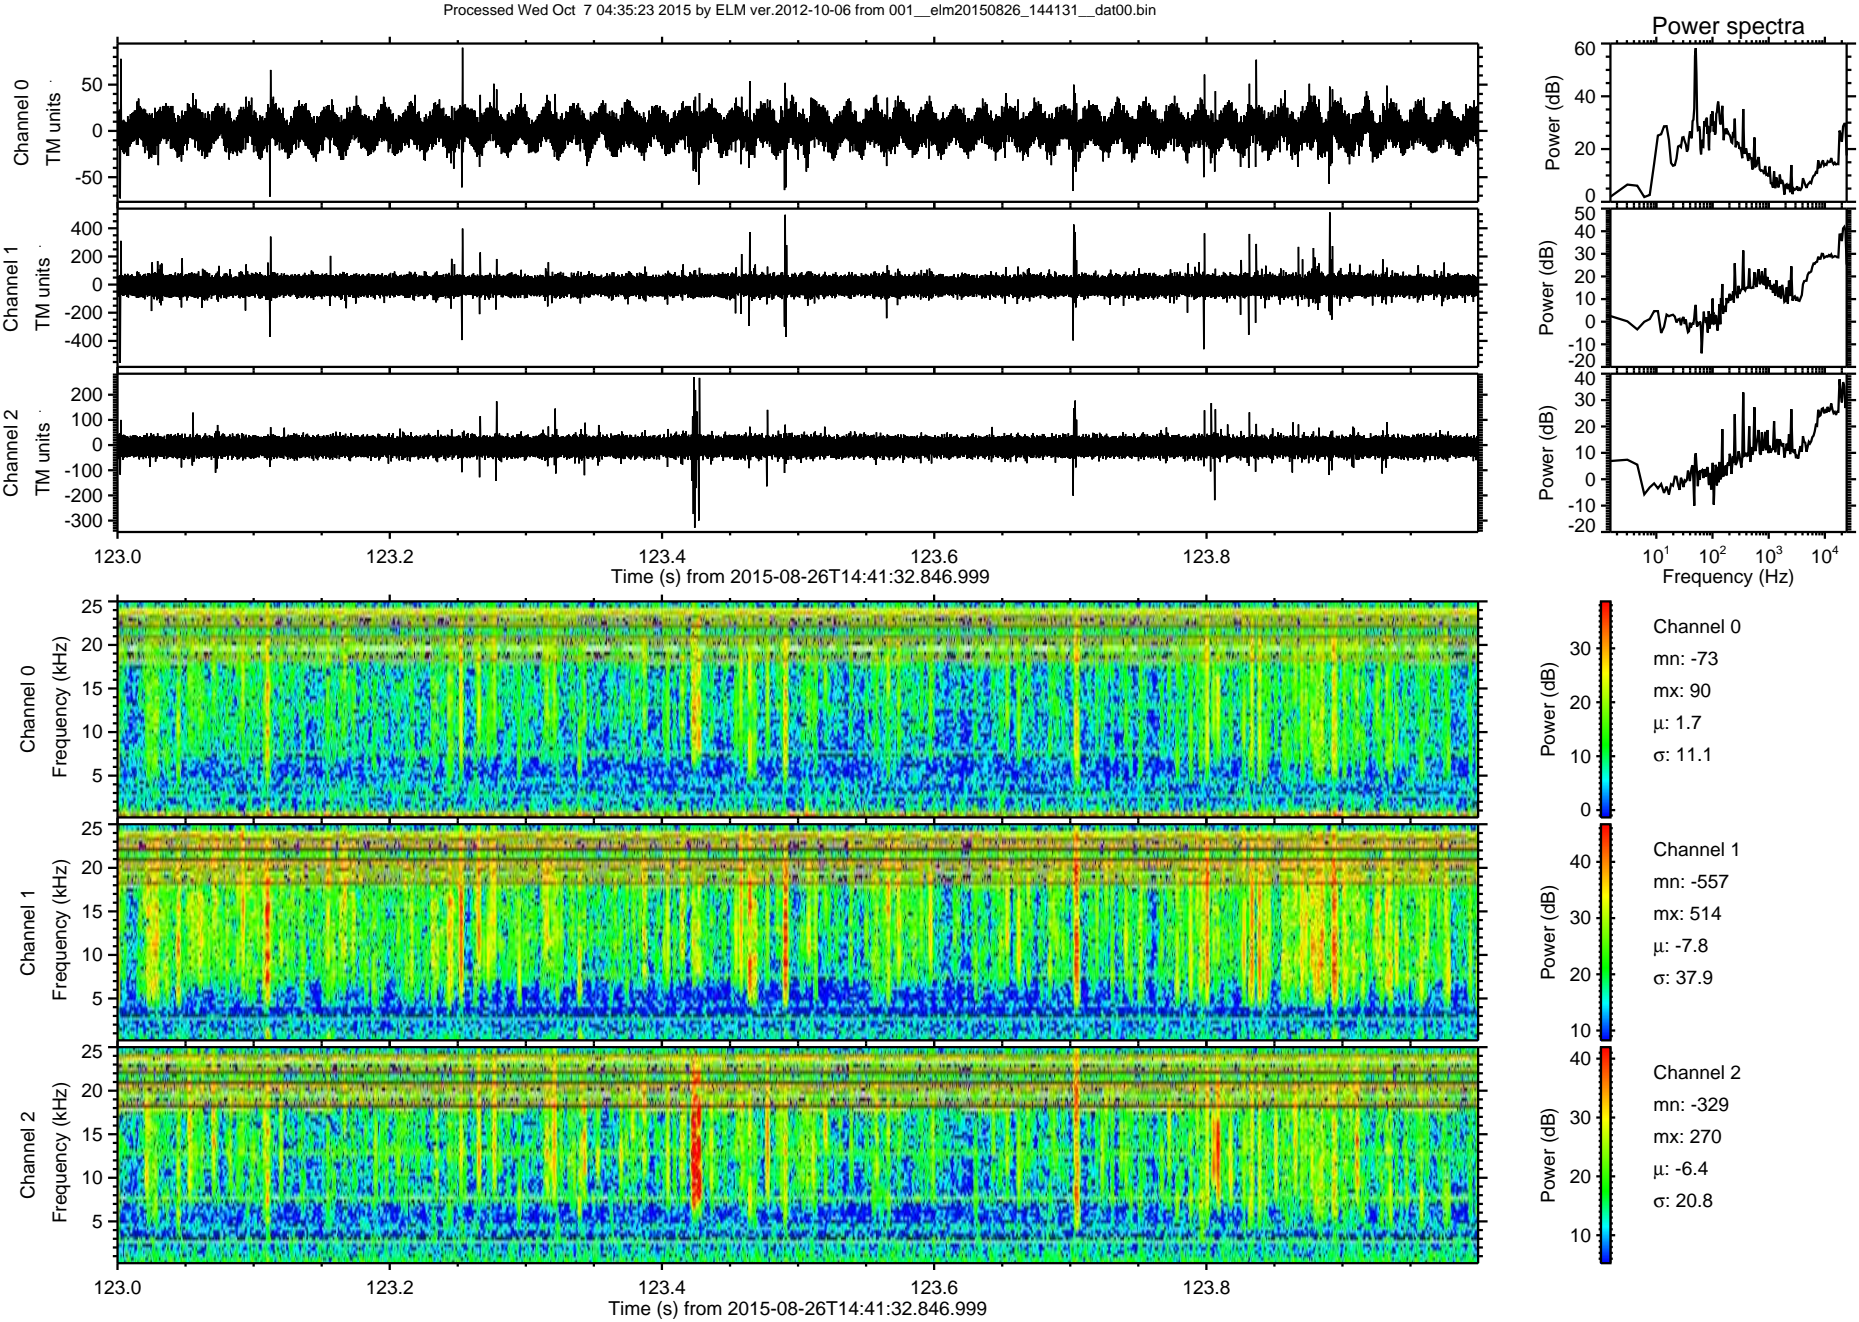 Processed Wed Oct 7 04:35:23 2015 by ELM ver.2012-10-06 from 001__elm20150826_144131__dat00.bin
Power spectra
Channel 0
TM units
50
0
-50
Power (dB)
60
40
20
0
Channel 1
TM units
400
200
0
-200
-400
Power (dB)
50
40
30
20
10
0
-10
-20
Channel 2
TM units
200
100
0
-100
-200
-300
Power (dB)
40
30
20
10
0
-10
-20
123.0 123.2 123.4 123.6 123.8
Time (s) from 2015-08-26T14:41:32.846.999
10¹ 10² 10³ 10⁴
Frequency (Hz)
Channel 0
Frequency (kHz)
25
20
15
10
5
Power (dB)
30
20
10
0
Channel 0
mn: -73
mx: 90
μ: 1.7
σ: 11.1
Channel 1
Frequency (kHz)
25
20
15
10
5
Power (dB)
40
30
20
10
Channel 1
mn: -557
mx: 514
μ: -7.8
σ: 37.9
Channel 2
Frequency (kHz)
25
20
15
10
5
Power (dB)
40
30
20
10
Channel 2
mn: -329
mx: 270
μ: -6.4
σ: 20.8
123.0 123.2 123.4 123.6 123.8
Time (s) from 2015-08-26T14:41:32.846.999